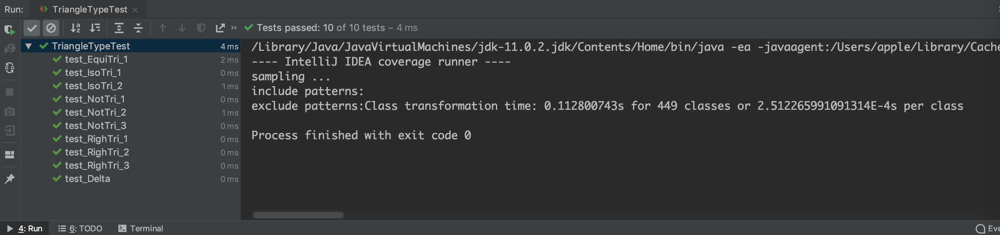 Run: TriangleTypeTest
Tests passed: 10 of 10 tests – 4 ms
TriangleTypeTest 4 ms
test_EquiTri_1 2 ms
test_IsoTri_1 0 ms
test_IsoTri_2 1 ms
test_NotTri_1 0 ms
test_NotTri_2 1 ms
test_NotTri_3 0 ms
test_RighTri_1 0 ms
test_RighTri_2 0 ms
test_RighTri_3 0 ms
test_Delta 0 ms
/Library/Java/JavaVirtualMachines/jdk-11.0.2.jdk/Contents/Home/bin/java -ea -javaagent:/Users/apple/Library/Cache
---- IntelliJ IDEA coverage runner ----
sampling ...
include patterns:
exclude patterns:Class transformation time: 0.112800743s for 449 classes or 2.512265991091314E-4s per class
Process finished with exit code 0
4: Run 6: TODO Terminal